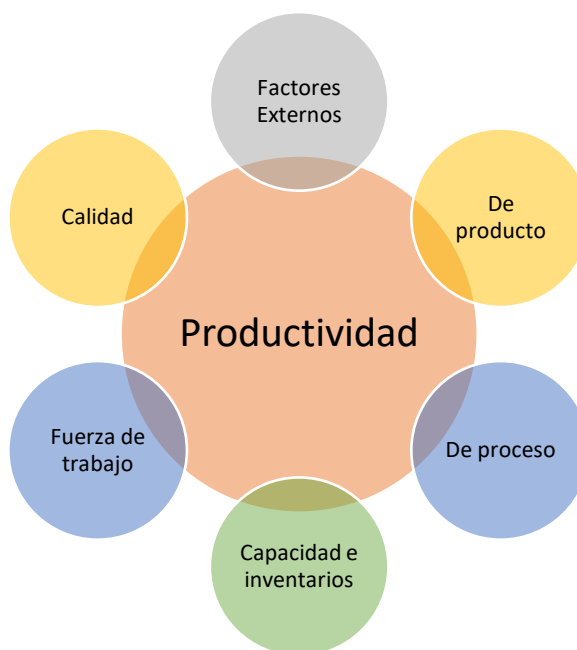 Factores
Externos
De
producto
De proceso
Capacidad e
inventarios
Fuerza de
trabajo
Calidad
Productividad